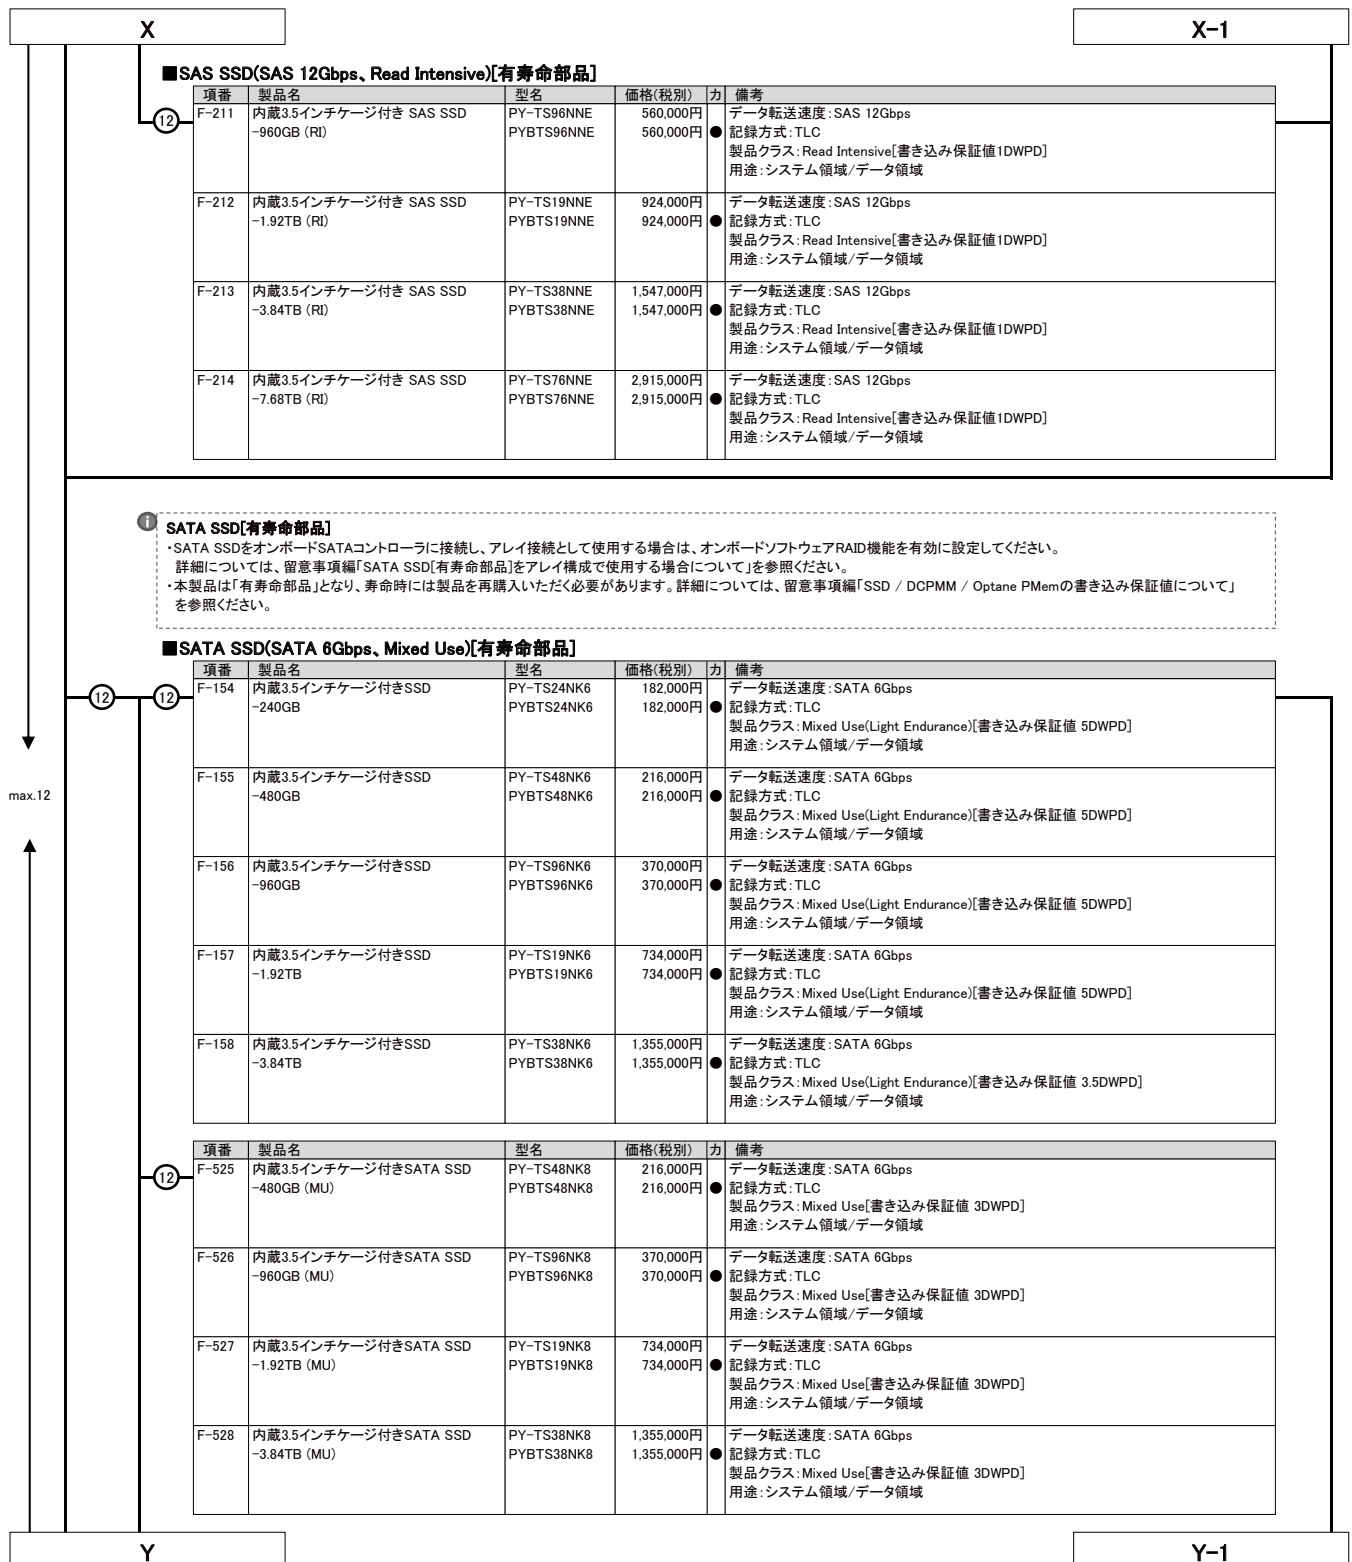 X
X-1
■SAS SSD(SAS 12Gbps、Read Intensive)[有寿命部品]
項番 製品名 型名 価格(税別) カ 備考
12
F-211 内蔵3.5インチケージ付き SAS SSD PY-TS96NNE 560,000円 データ転送速度:SAS 12Gbps
-960GB (RI) PYBTS96NNE 560,000円 ● 記録方式:TLC
製品クラス:Read Intensive[書き込み保証値1DWPD]
用途:システム領域/データ領域
F-212 内蔵3.5インチケージ付き SAS SSD PY-TS19NNE 924,000円 データ転送速度:SAS 12Gbps
-1.92TB (RI) PYBTS19NNE 924,000円 ● 記録方式:TLC
製品クラス:Read Intensive[書き込み保証値1DWPD]
用途:システム領域/データ領域
F-213 内蔵3.5インチケージ付き SAS SSD PY-TS38NNE 1,547,000円 データ転送速度:SAS 12Gbps
-3.84TB (RI) PYBTS38NNE 1,547,000円 ● 記録方式:TLC
製品クラス:Read Intensive[書き込み保証値1DWPD]
用途:システム領域/データ領域
F-214 内蔵3.5インチケージ付き SAS SSD PY-TS76NNE 2,915,000円 データ転送速度:SAS 12Gbps
-7.68TB (RI) PYBTS76NNE 2,915,000円 ● 記録方式:TLC
製品クラス:Read Intensive[書き込み保証値1DWPD]
用途:システム領域/データ領域
i
SATA SSD[有寿命部品]
・SATA SSDをオンボードSATAコントローラに接続し、アレイ接続として使用する場合は、オンボードソフトウェアRAID機能を有効に設定してください。
詳細については、留意事項編「SATA SSD[有寿命部品]をアレイ構成で使用する場合について」を参照ください。
・本製品は「有寿命部品」となり、寿命時には製品を再購入いただく必要があります。詳細については、留意事項編「SSD / DCPMM / Optane PMemの書き込み保証値について」
を参照ください。
■SATA SSD(SATA 6Gbps、Mixed Use)[有寿命部品]
項番 製品名 型名 価格(税別) カ 備考
12 12
F-154 内蔵3.5インチケージ付きSSD PY-TS24NK6 182,000円 データ転送速度:SATA 6Gbps
-240GB PYBTS24NK6 182,000円 ● 記録方式:TLC
製品クラス:Mixed Use(Light Endurance)[書き込み保証値 5DWPD]
用途:システム領域/データ領域
F-155 内蔵3.5インチケージ付きSSD PY-TS48NK6 216,000円 データ転送速度:SATA 6Gbps
max.12
-480GB PYBTS48NK6 216,000円 ● 記録方式:TLC
製品クラス:Mixed Use(Light Endurance)[書き込み保証値 5DWPD]
用途:システム領域/データ領域
F-156 内蔵3.5インチケージ付きSSD PY-TS96NK6 370,000円 データ転送速度:SATA 6Gbps
-960GB PYBTS96NK6 370,000円 ● 記録方式:TLC
製品クラス:Mixed Use(Light Endurance)[書き込み保証値 5DWPD]
用途:システム領域/データ領域
F-157 内蔵3.5インチケージ付きSSD PY-TS19NK6 734,000円 データ転送速度:SATA 6Gbps
-1.92TB PYBTS19NK6 734,000円 ● 記録方式:TLC
製品クラス:Mixed Use(Light Endurance)[書き込み保証値 5DWPD]
用途:システム領域/データ領域
F-158 内蔵3.5インチケージ付きSSD PY-TS38NK6 1,355,000円 データ転送速度:SATA 6Gbps
-3.84TB PYBTS38NK6 1,355,000円 ● 記録方式:TLC
製品クラス:Mixed Use(Light Endurance)[書き込み保証値 3.5DWPD]
用途:システム領域/データ領域
項番 製品名 型名 価格(税別) カ 備考
12
F-525 内蔵3.5インチケージ付きSATA SSD PY-TS48NK8 216,000円 データ転送速度:SATA 6Gbps
-480GB (MU) PYBTS48NK8 216,000円 ● 記録方式:TLC
製品クラス:Mixed Use[書き込み保証値 3DWPD]
用途:システム領域/データ領域
F-526 内蔵3.5インチケージ付きSATA SSD PY-TS96NK8 370,000円 データ転送速度:SATA 6Gbps
-960GB (MU) PYBTS96NK8 370,000円 ● 記録方式:TLC
製品クラス:Mixed Use[書き込み保証値 3DWPD]
用途:システム領域/データ領域
F-527 内蔵3.5インチケージ付きSATA SSD PY-TS19NK8 734,000円 データ転送速度:SATA 6Gbps
-1.92TB (MU) PYBTS19NK8 734,000円 ● 記録方式:TLC
製品クラス:Mixed Use[書き込み保証値 3DWPD]
用途:システム領域/データ領域
F-528 内蔵3.5インチケージ付きSATA SSD PY-TS38NK8 1,355,000円 データ転送速度:SATA 6Gbps
-3.84TB (MU) PYBTS38NK8 1,355,000円 ● 記録方式:TLC
製品クラス:Mixed Use[書き込み保証値 3DWPD]
用途:システム領域/データ領域
Y
Y-1